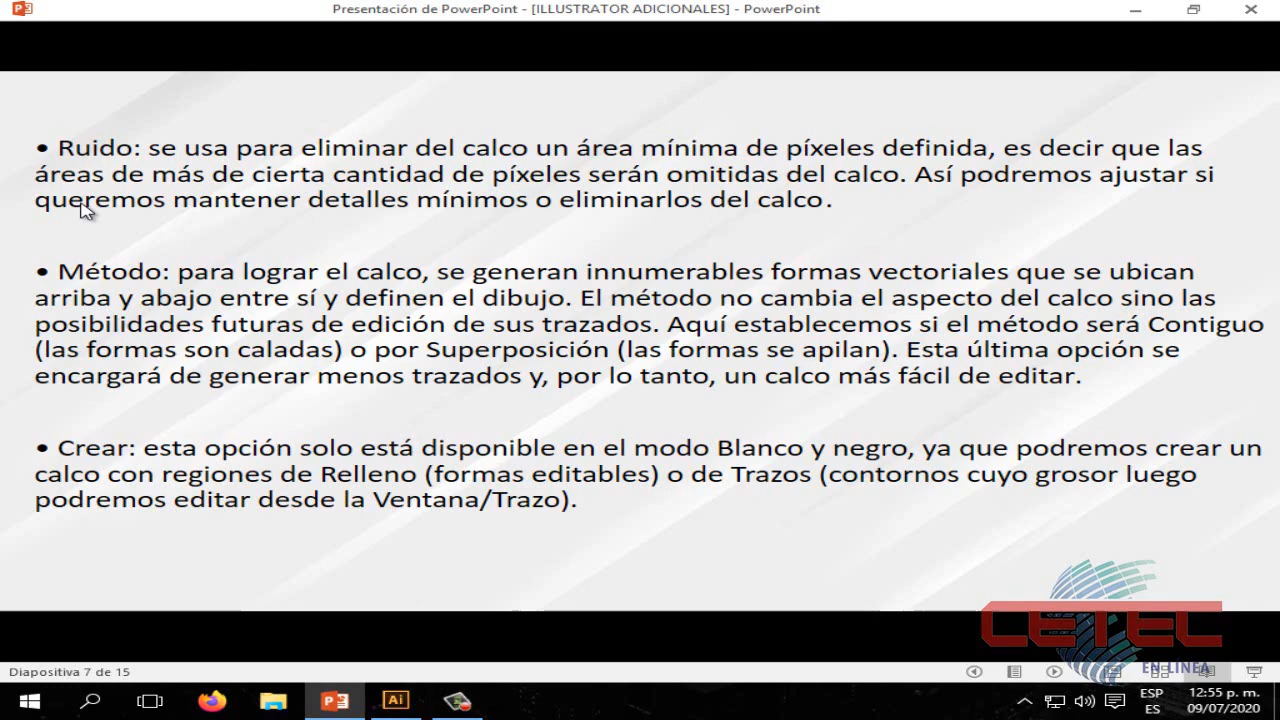 Presentación de PowerPoint - [ILLUSTRATOR ADICIONALES] - PowerPoint
• Ruido: se usa para eliminar del calco un área mínima de píxeles definida, es decir que las
áreas de más de cierta cantidad de píxeles serán omitidas del calco. Así podremos ajustar si
queremos mantener detalles mínimos o eliminarlos del calco.
• Método: para lograr el calco, se generan innumerables formas vectoriales que se ubican
arriba y abajo entre sí y definen el dibujo. El método no cambia el aspecto del calco sino las
posibilidades futuras de edición de sus trazados. Aquí establecemos si el método será Contiguo
(las formas son caladas) o por Superposición (las formas se apilan). Esta última opción se
encargará de generar menos trazados y, por lo tanto, un calco más fácil de editar.
• Crear: esta opción solo está disponible en el modo Blanco y negro, ya que podremos crear un
calco con regiones de Relleno (formas editables) o de Trazos (contornos cuyo grosor luego
podremos editar desde la Ventana/Trazo).
CETEC
EN LINEA
Diapositiva 7 de 15
Ai
ESP
ES
12:55 p. m.
09/07/2020